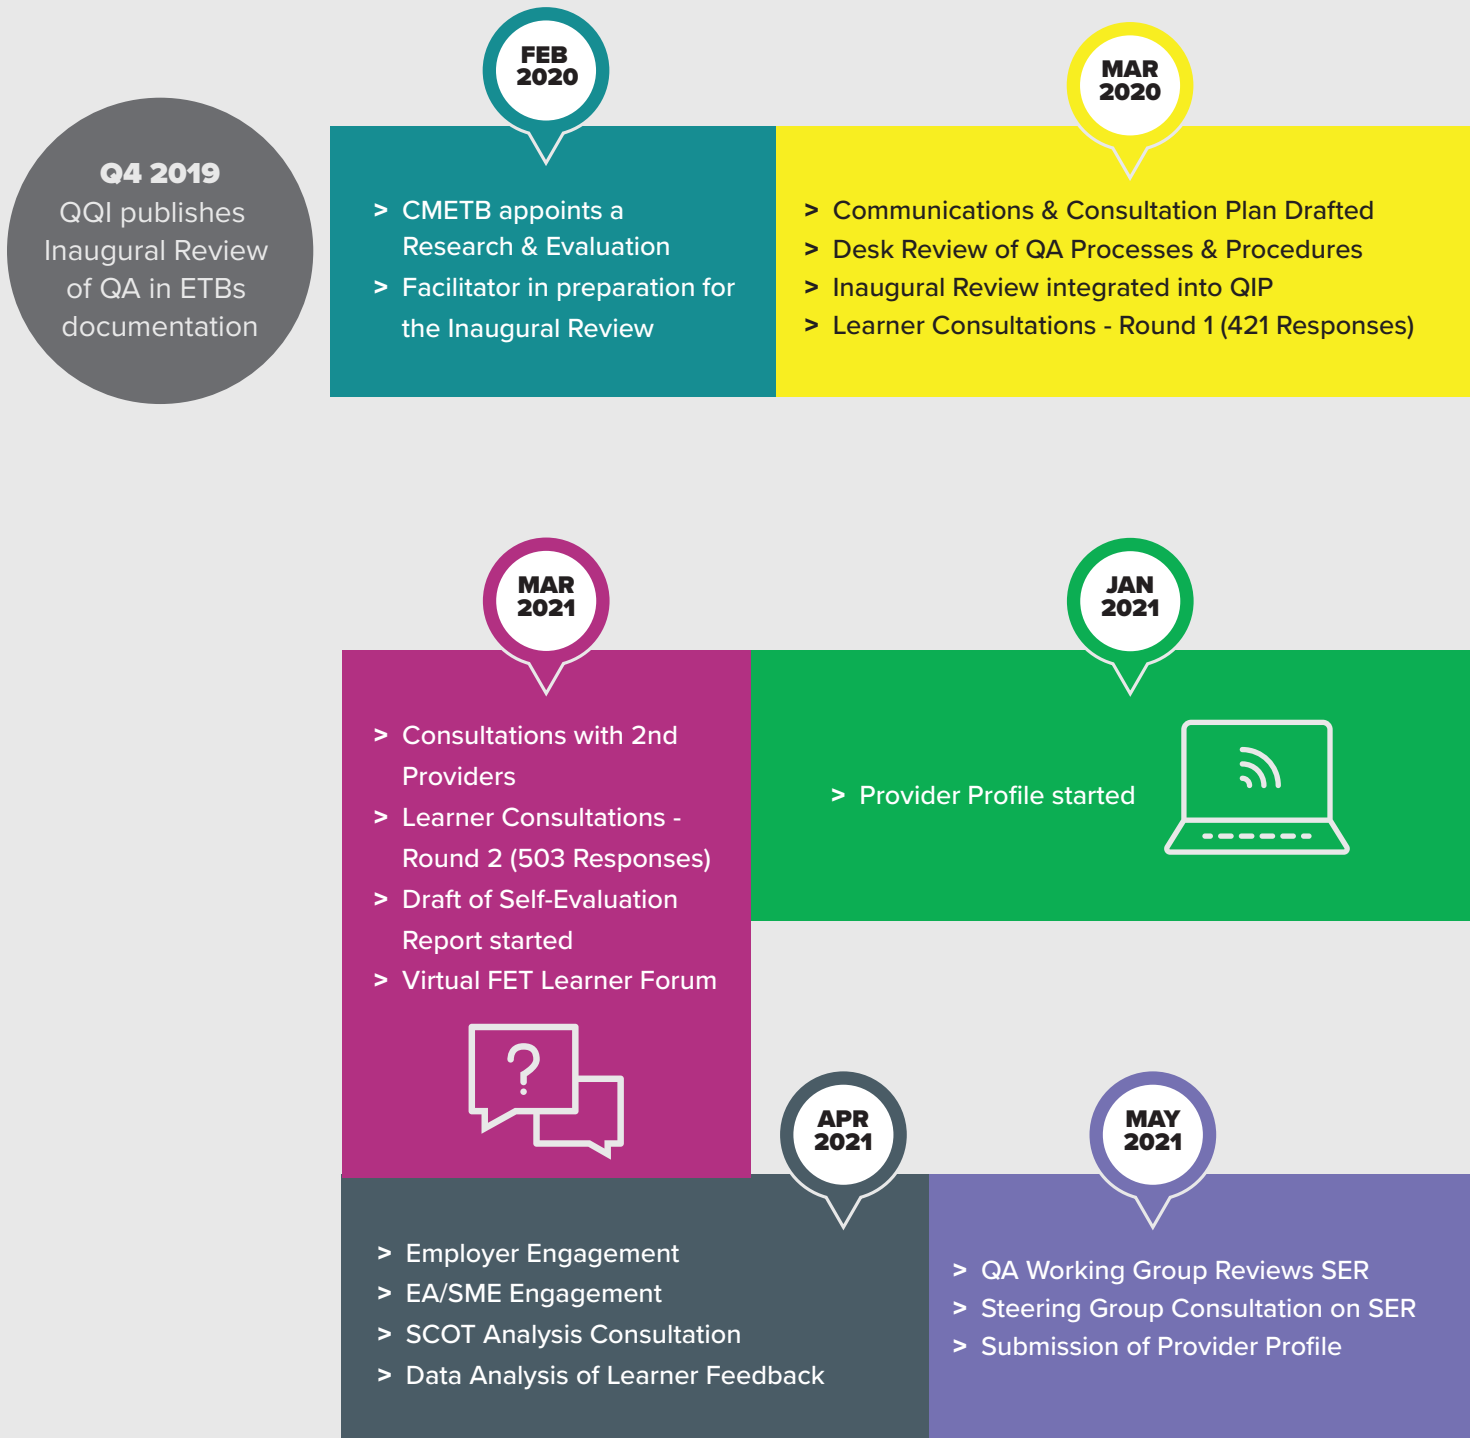 Q4 2019
QQI publishes
Inaugural Review
of QA in ETBs
documentation
FEB
2020
> CMETB appoints a
Research & Evaluation
> Facilitator in preparation for
the Inaugural Review
MAR
2020
> Communications & Consultation Plan Drafted
> Desk Review of QA Processes & Procedures
> Inaugural Review integrated into QIP
> Learner Consultations - Round 1 (421 Responses)
MAR
2021
> Consultations with 2nd
Providers
> Learner Consultations -
Round 2 (503 Responses)
> Draft of Self-Evaluation
Report started
> Virtual FET Learner Forum
?
JAN
2021
> Provider Profile started
APR
2021
> Employer Engagement
> EA/SME Engagement
> SCOT Analysis Consultation
> Data Analysis of Learner Feedback
MAY
2021
> QA Working Group Reviews SER
> Steering Group Consultation on SER
> Submission of Provider Profile